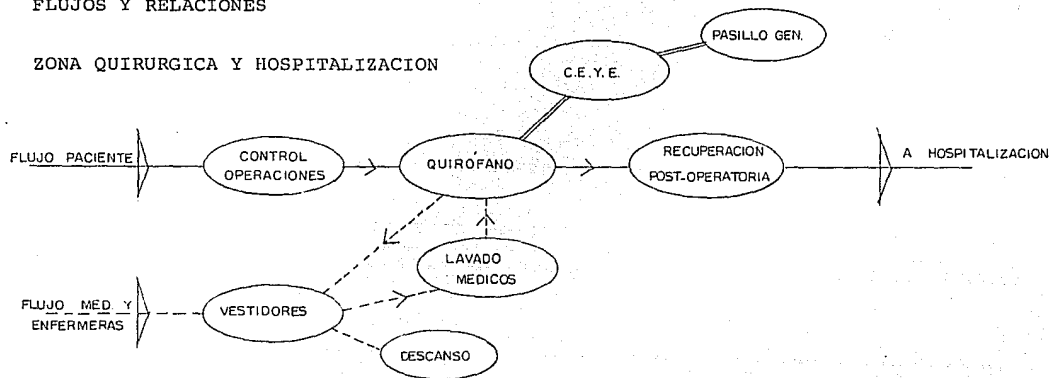 FLUJOS Y RELACIONES
ZONA QUIRURGICA Y HOSPITALIZACION
PASILLO GEN.
C.E.Y.E.
FLUJO PACIENTE
CONTROL
OPERACIONES
QUIRÓFANO
RECUPERACION
POST-OPERATORIA
A HOSPITALIZACION
LAVADO
MEDICOS
FLUJO MED. Y
ENFERMERAS
VESTIDORES
DESCANSO